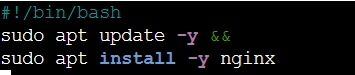 #!/bin/bash
sudo apt update -y &&
sudo apt install -y nginx